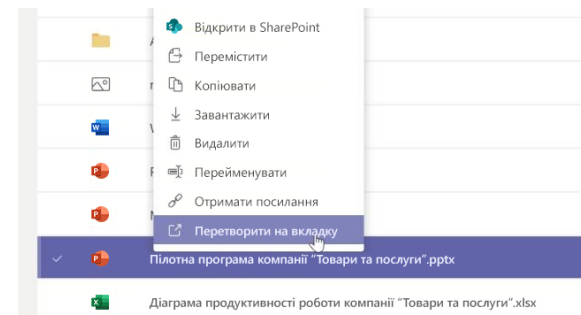 Відкрити в SharePoint
Перемістити
Копіювати
Завантажити
Видалити
Перейменувати
Отримати посилання
Перетворити на вкладку
Пілотна програма компанії "Товари та послуги".pptx
Діаграма продуктивності роботи компанії "Товари та послуги".xlsx